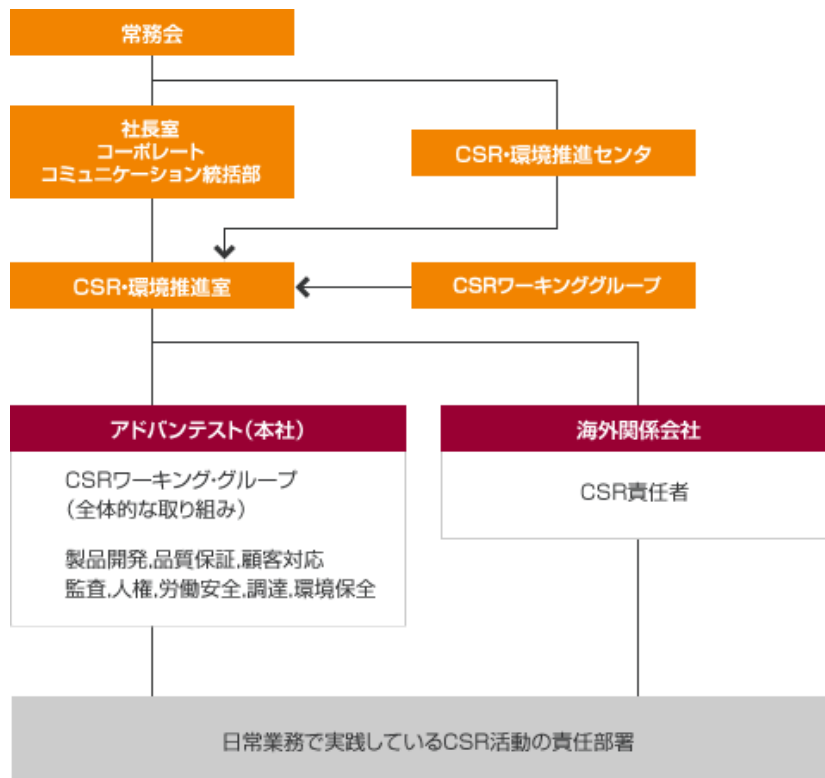 常務会
社長室
コーポレート
コミュニケーション統括部
CSR・環境推進センタ
CSR・環境推進室
CSRワーキンググループ
アドバンテスト(本社)
CSRワーキング・グループ
(全体的な取り組み)
製品開発,品質保証,顧客対応
監査,人権,労働安全,調達,環境保全
海外関係会社
CSR責任者
日常業務で実践しているCSR活動の責任部署